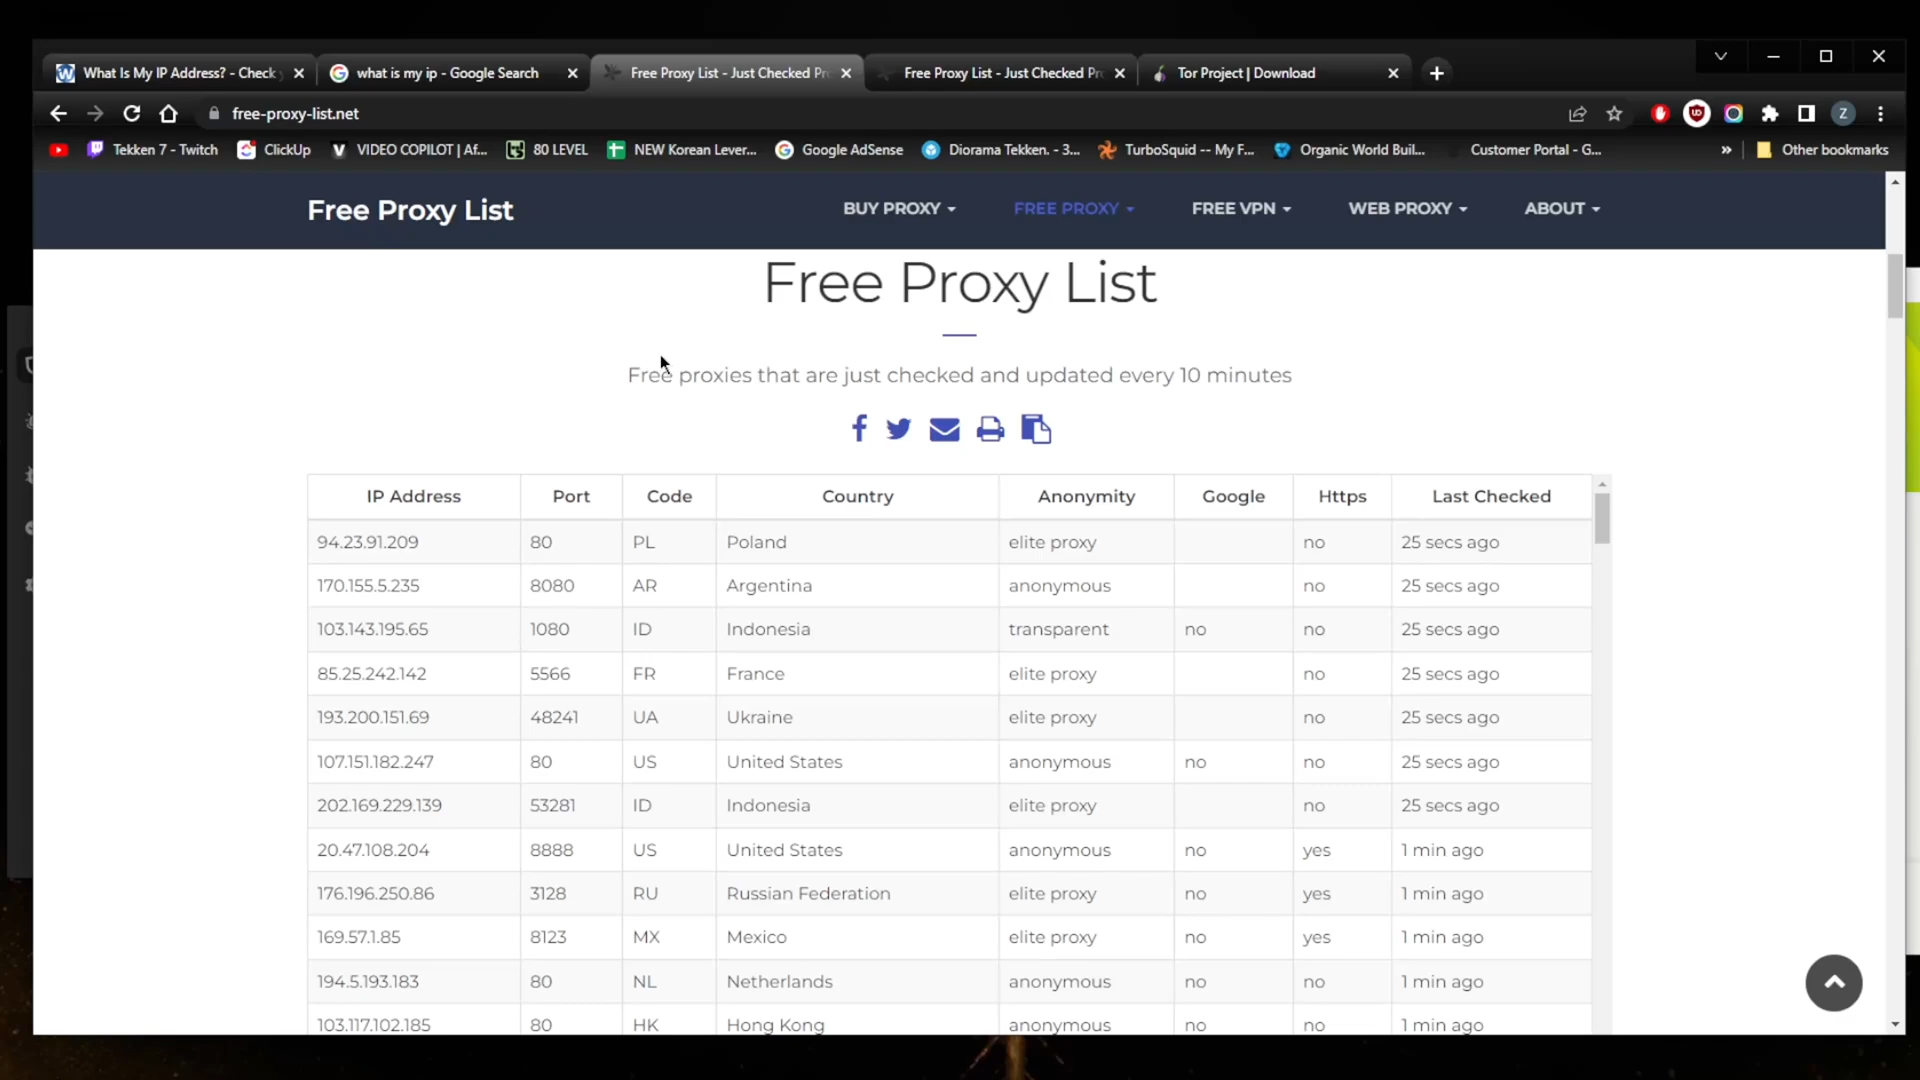 What Is My IP Address? - Check
what is my ip - Google Search
Free Proxy List - Just Checked Pr
Free Proxy List - Just Checked Pr
Tor Project | Download
free-proxy-list.net
Z
Tekken 7 - Twitch
ClickUp
VIDEO COPILOT | Af...
80 LEVEL
NEW Korean Lever...
Google AdSense
Diorama Tekken. - 3...
TurboSquid -- My F...
Organic World Buil...
Customer Portal - G...
»
Other bookmarks
Free Proxy List
BUY PROXY
FREE PROXY
FREE VPN
WEB PROXY
ABOUT
Free Proxy List
Free proxies that are just checked and updated every 10 minutes
IP Address Port Code Country Anonymity Google Https Last Checked
94.23.91.209 80 PL Poland elite proxy no 25 secs ago
170.155.5.235 8080 AR Argentina anonymous no 25 secs ago
103.143.195.65 1080 ID Indonesia transparent no no 25 secs ago
85.25.242.142 5566 FR France elite proxy no 25 secs ago
193.200.151.69 48241 UA Ukraine elite proxy no 25 secs ago
107.151.182.247 80 US United States anonymous no no 25 secs ago
202.169.229.139 53281 ID Indonesia elite proxy no 25 secs ago
20.47.108.204 8888 US United States anonymous no yes 1 min ago
176.196.250.86 3128 RU Russian Federation elite proxy no yes 1 min ago
169.57.1.85 8123 MX Mexico elite proxy no yes 1 min ago
194.5.193.183 80 NL Netherlands anonymous no no 1 min ago
103.117.102.185 80 HK Hong Kong anonymous no no 1 min ago